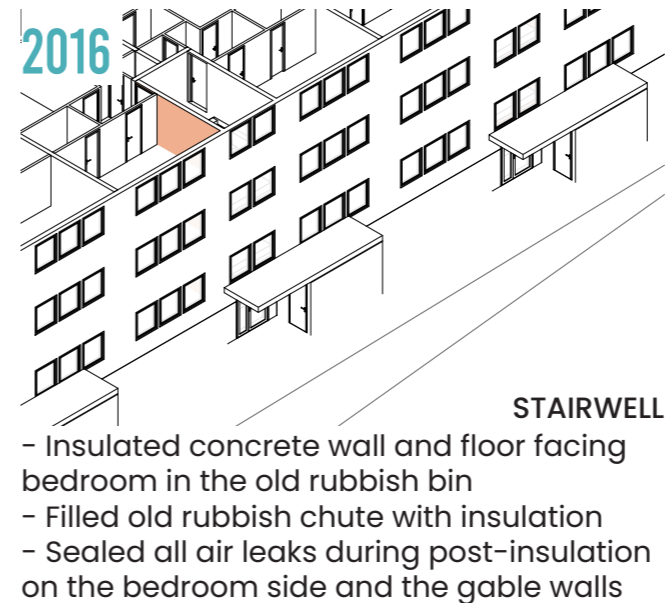 2016
STAIRWELL
- Insulated concrete wall and floor facing
bedroom in the old rubbish bin
- Filled old rubbish chute with insulation
- Sealed all air leaks during post-insulation
on the bedroom side and the gable walls